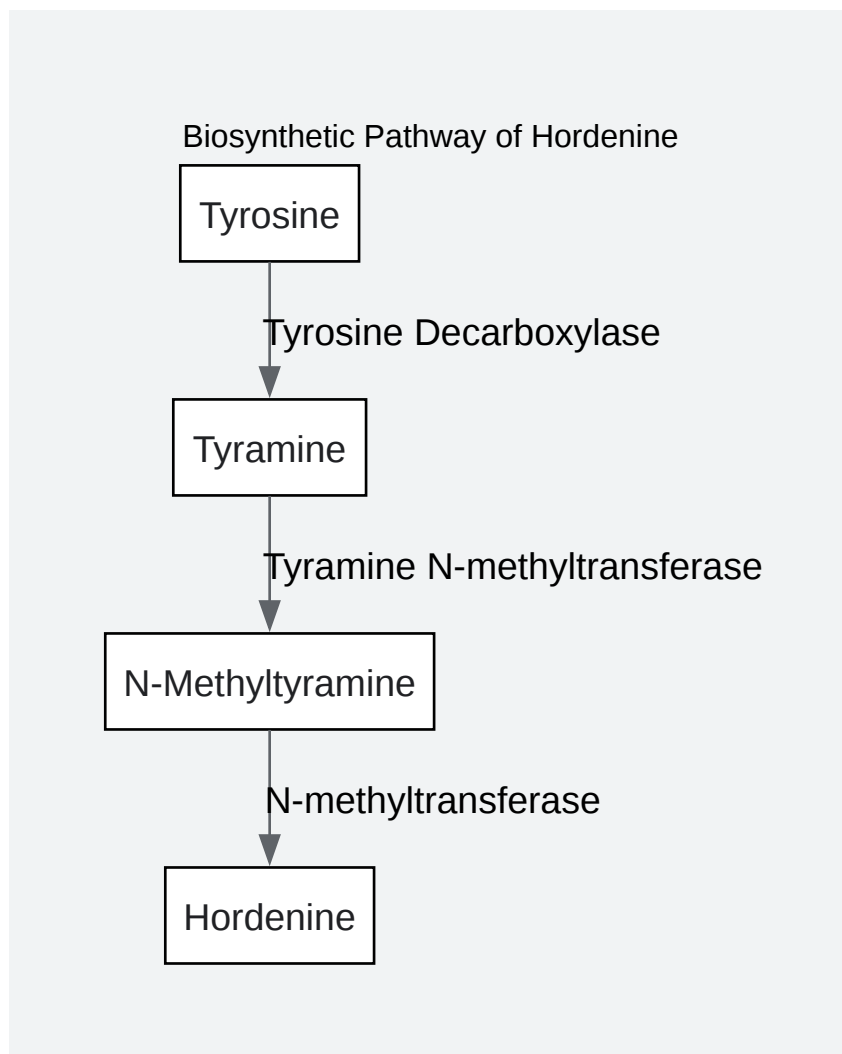 Biosynthetic Pathway of Hordenine
Tyrosine
Tyrosine Decarboxylase
Tyramine
Tyramine N-methyltransferase
N-Methyltyramine
N-methyltransferase
Hordenine